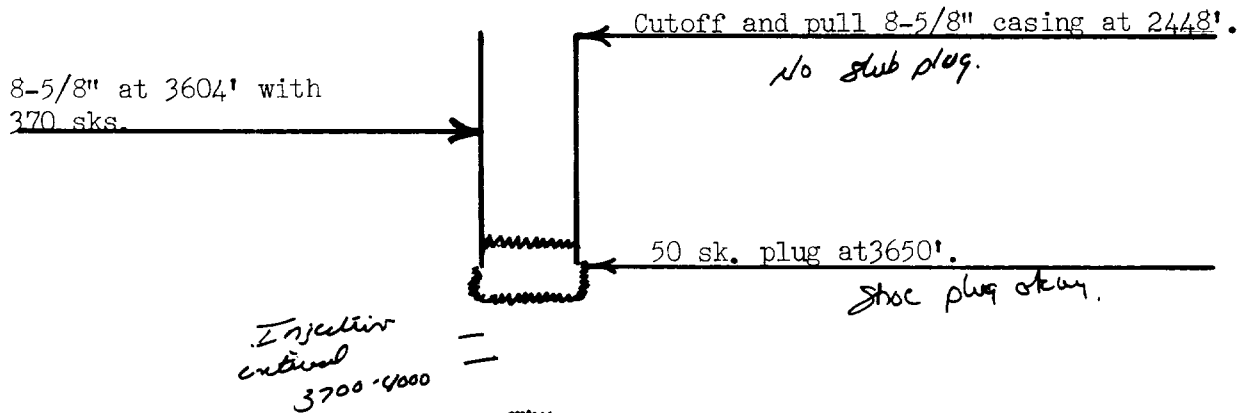 Cutoff and pull 8-5/8" casing at 2448'.
No stub plug.
8-5/8" at 3604' with
370 sks.
50 sk. plug at3650'.
Shoe plug okay.
Injection
interval
3700-4000